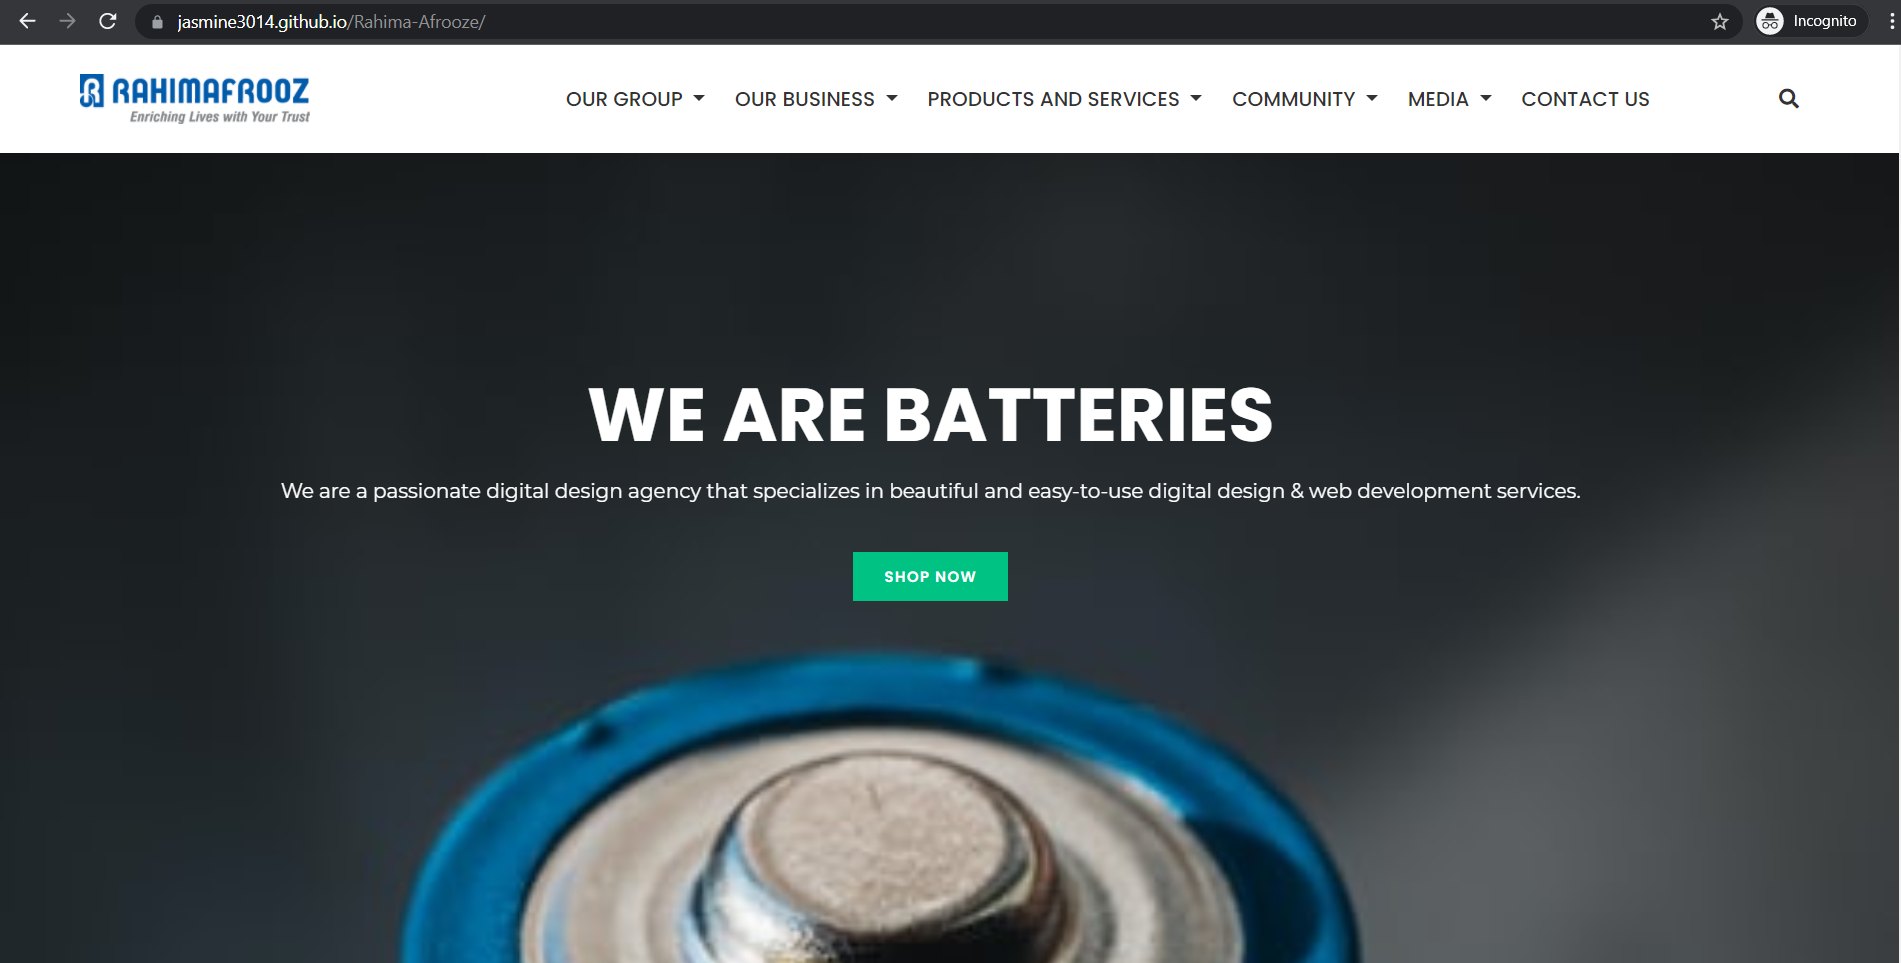 jasmine3014.github.io/Rahima-Afrooze/
Incognito
RAHIMAFROOZ
Enriching Lives with Your Trust
OUR GROUP OUR BUSINESS PRODUCTS AND SERVICES COMMUNITY MEDIA CONTACT US
WE ARE BATTERIES
We are a passionate digital design agency that specializes in beautiful and easy-to-use digital design & web development services.
SHOP NOW